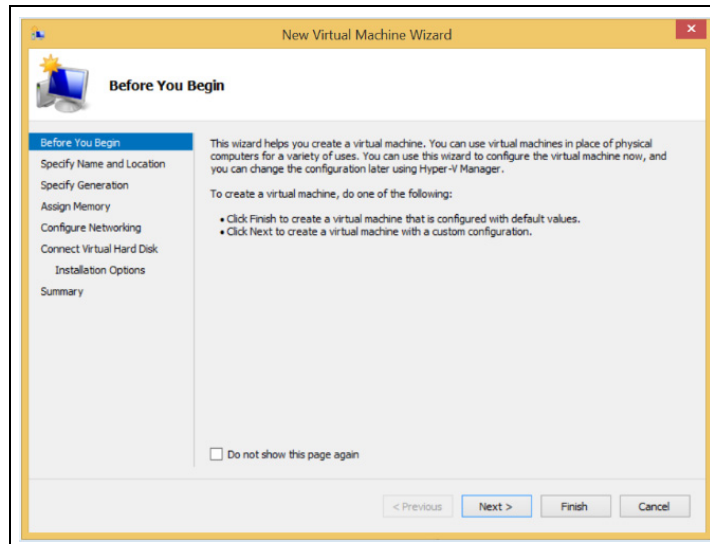 New Virtual Machine Wizard
Before You Begin
Before You Begin
Specify Name and Location
Specify Generation
Assign Memory
Configure Networking
Connect Virtual Hard Disk
Installation Options
Summary
This wizard helps you create a virtual machine. You can use virtual machines in place of physical
computers for a variety of uses. You can use this wizard to configure the virtual machine now, and
you can change the configuration later using Hyper-V Manager.
To create a virtual machine, do one of the following:
• Click Finish to create a virtual machine that is configured with default values.
• Click Next to create a virtual machine with a custom configuration.
Do not show this page again
< Previous
Next >
Finish
Cancel